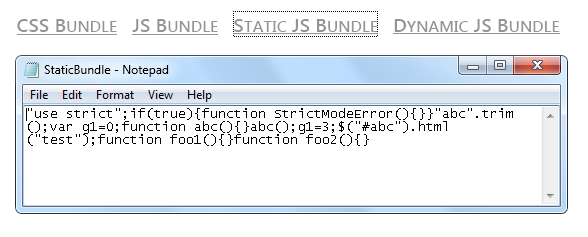 CSS Bundle JS Bundle Static JS Bundle Dynamic JS Bundle
StaticBundle - Notepad
File Edit Format View Help
"use strict";if(true){function StrictModeError(){}}"abc".trim
();var g1=0;function abc(){}abc();g1=3;$("#abc").html
("test");function foo1(){}function foo2(){}